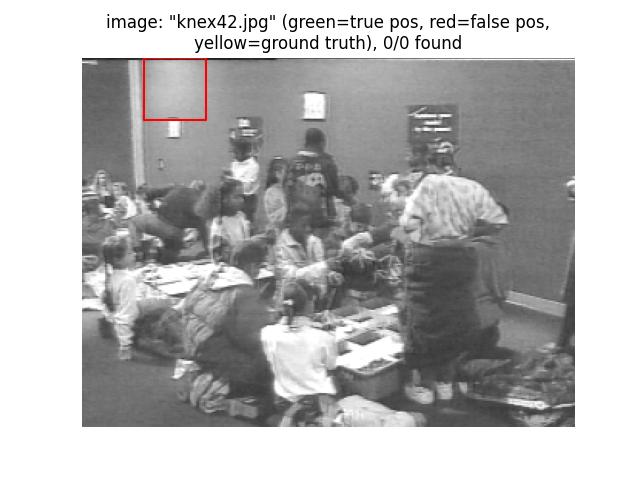 image: "knex42.jpg" (green=true pos, red=false pos,
yellow=ground truth), 0/0 found